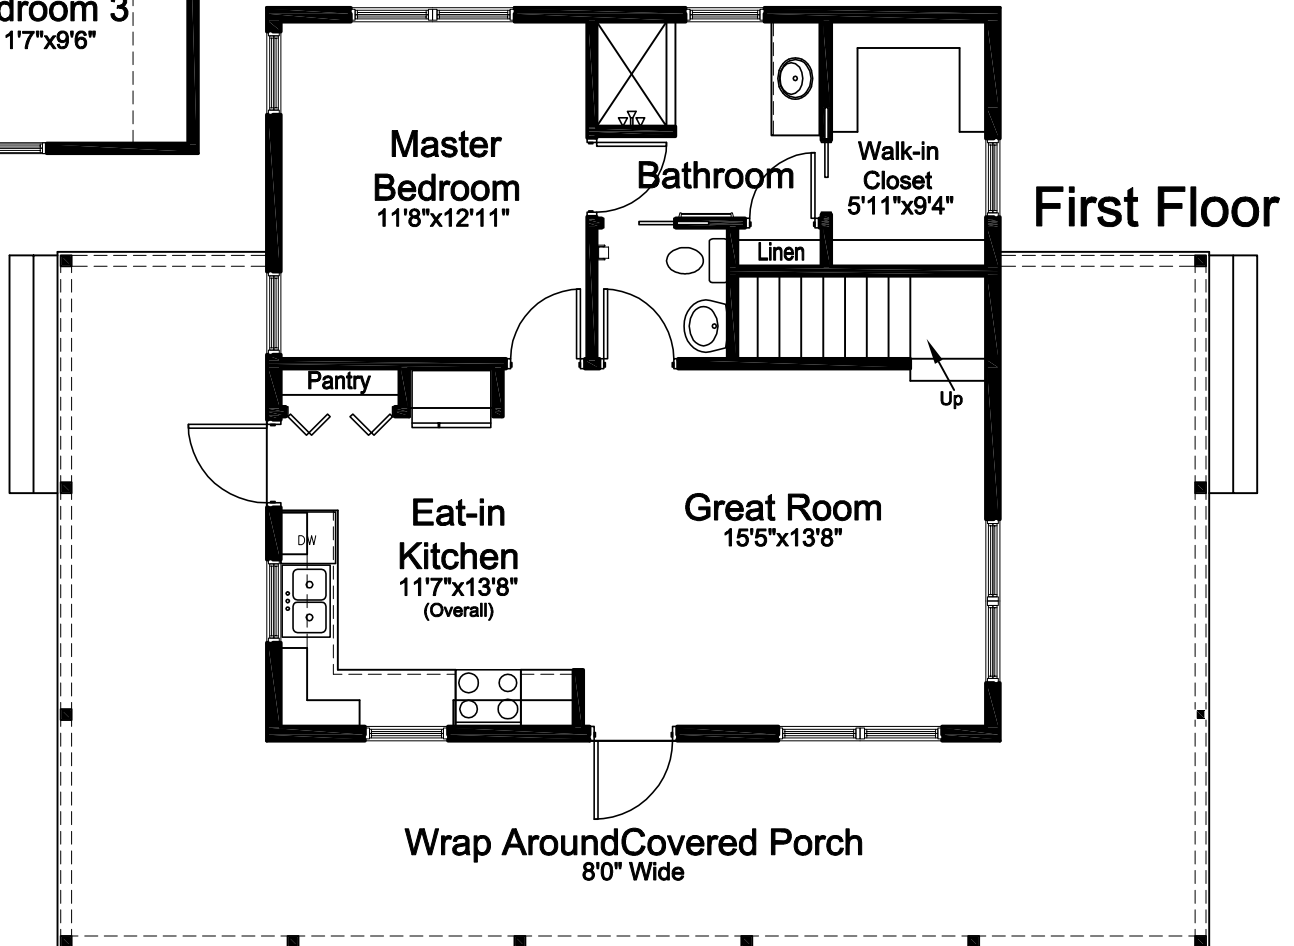 droom 3
1'7"x9'6"
Master
Bedroom
11'8"x12'11"
Bathroom
Walk-in
Closet
5'11"x9'4"
First Floor
Linen
Pantry
Up
Eat-in
Kitchen
11'7"x13'8"
(Overall)
DW
Great Room
15'5"x13'8"
Wrap AroundCovered Porch
8'0" Wide